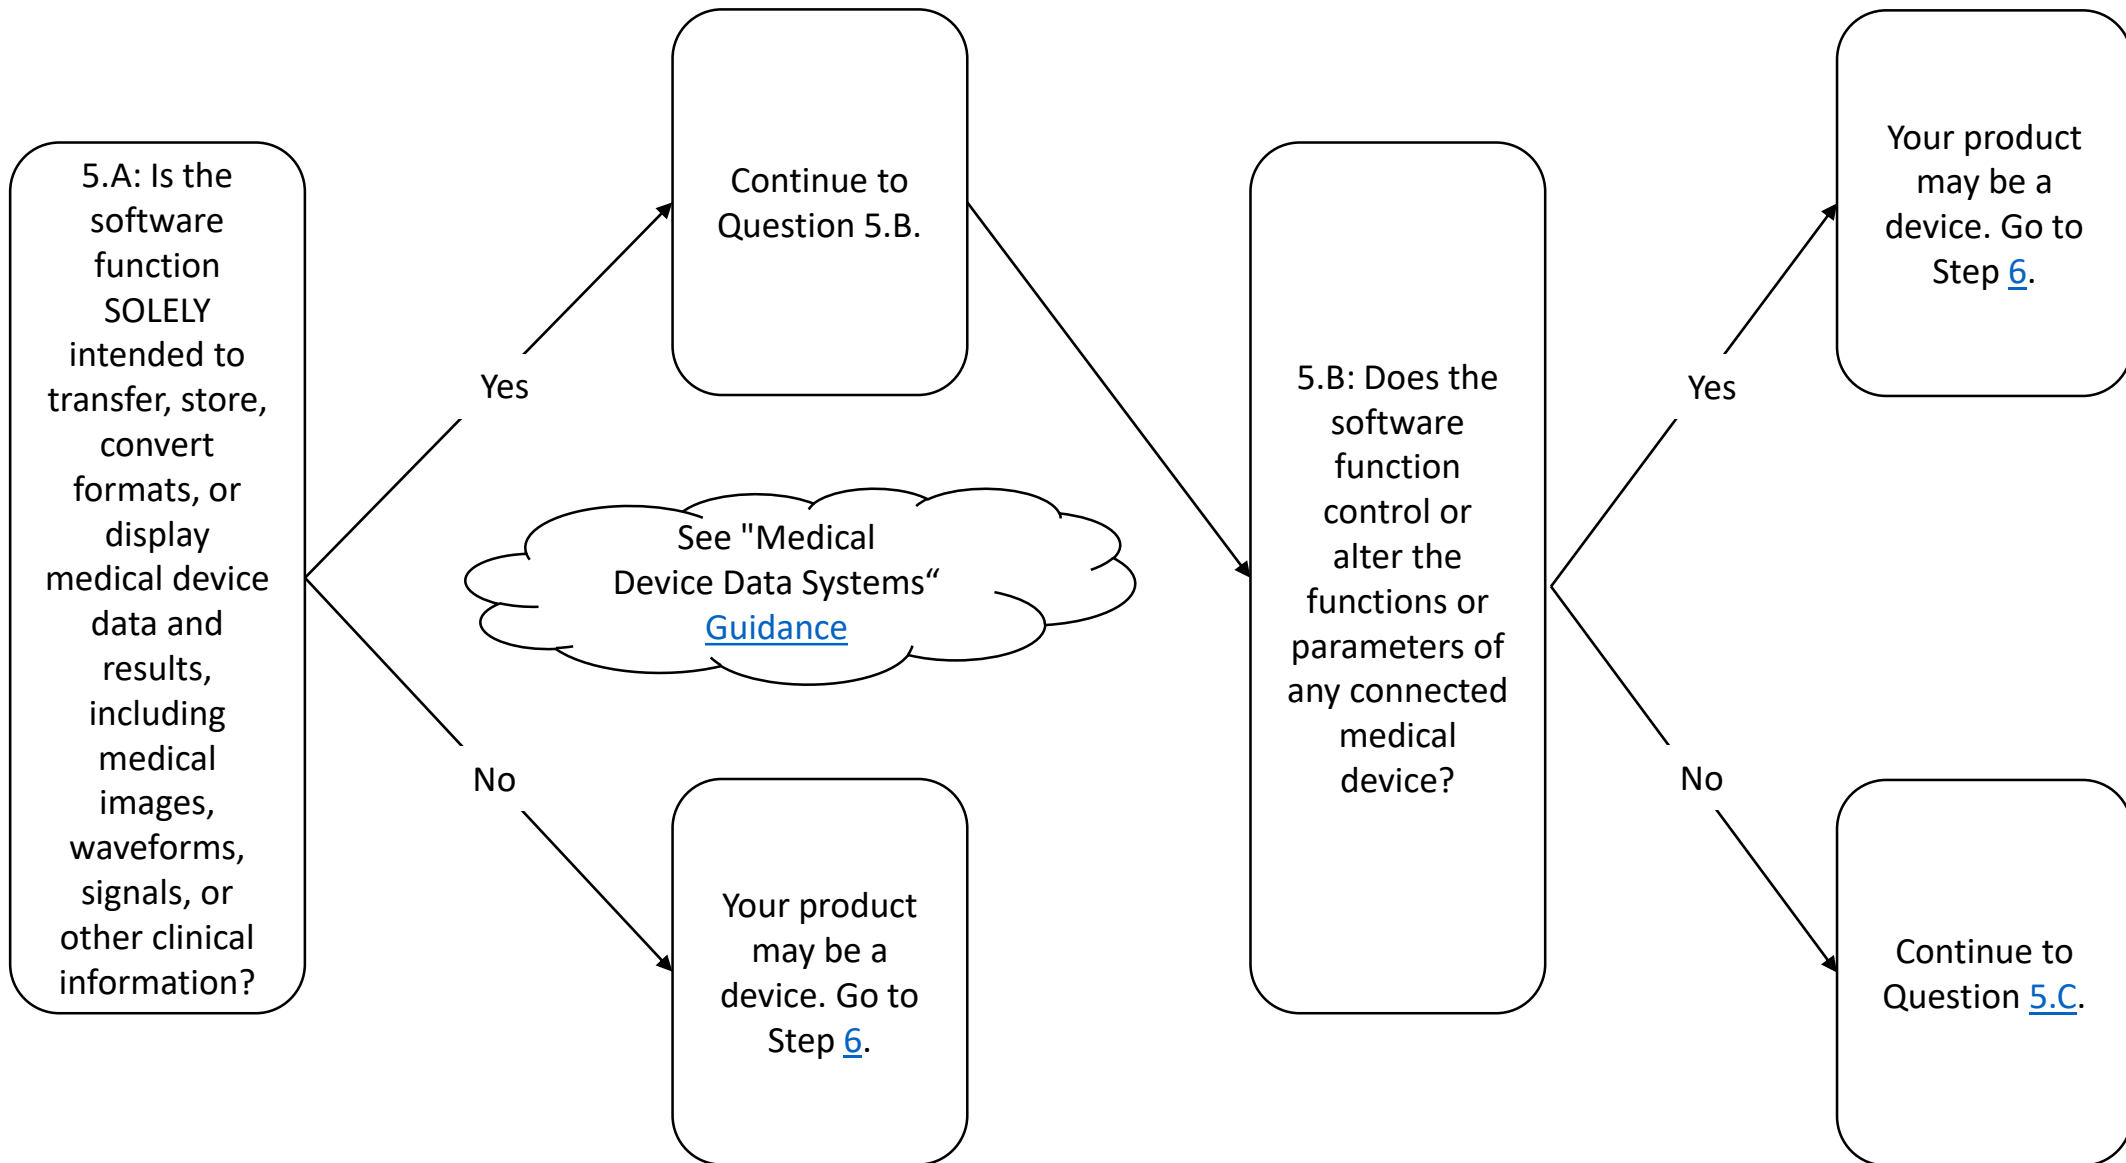 5.A: Is the
software
function
SOLELY
intended to
transfer, store,
convert
formats, or
display
medical device
data and
results,
including
medical
images,
waveforms,
signals, or
other clinical
information?
Yes
No
Continue to
Question 5.B.
See "Medical
Device Data Systems“
Guidance
Your product
may be a
device. Go to
Step 6.
5.B: Does the
software
function
control or
alter the
functions or
parameters of
any connected
medical
device?
Yes
No
Your product
may be a
device. Go to
Step 6.
Continue to
Question 5.C.